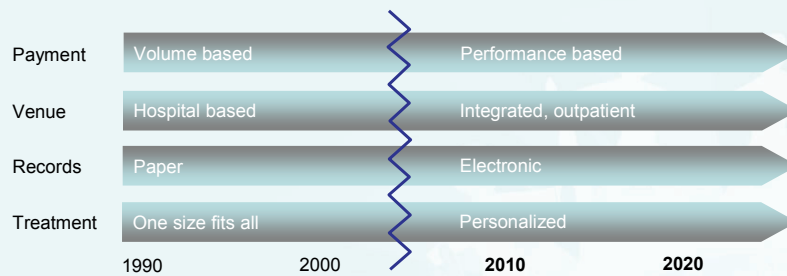 Payment Volume based Performance based
Venue Hospital based Integrated, outpatient
Records Paper Electronic
Treatment One size fits all Personalized
1990 2000 2010 2020